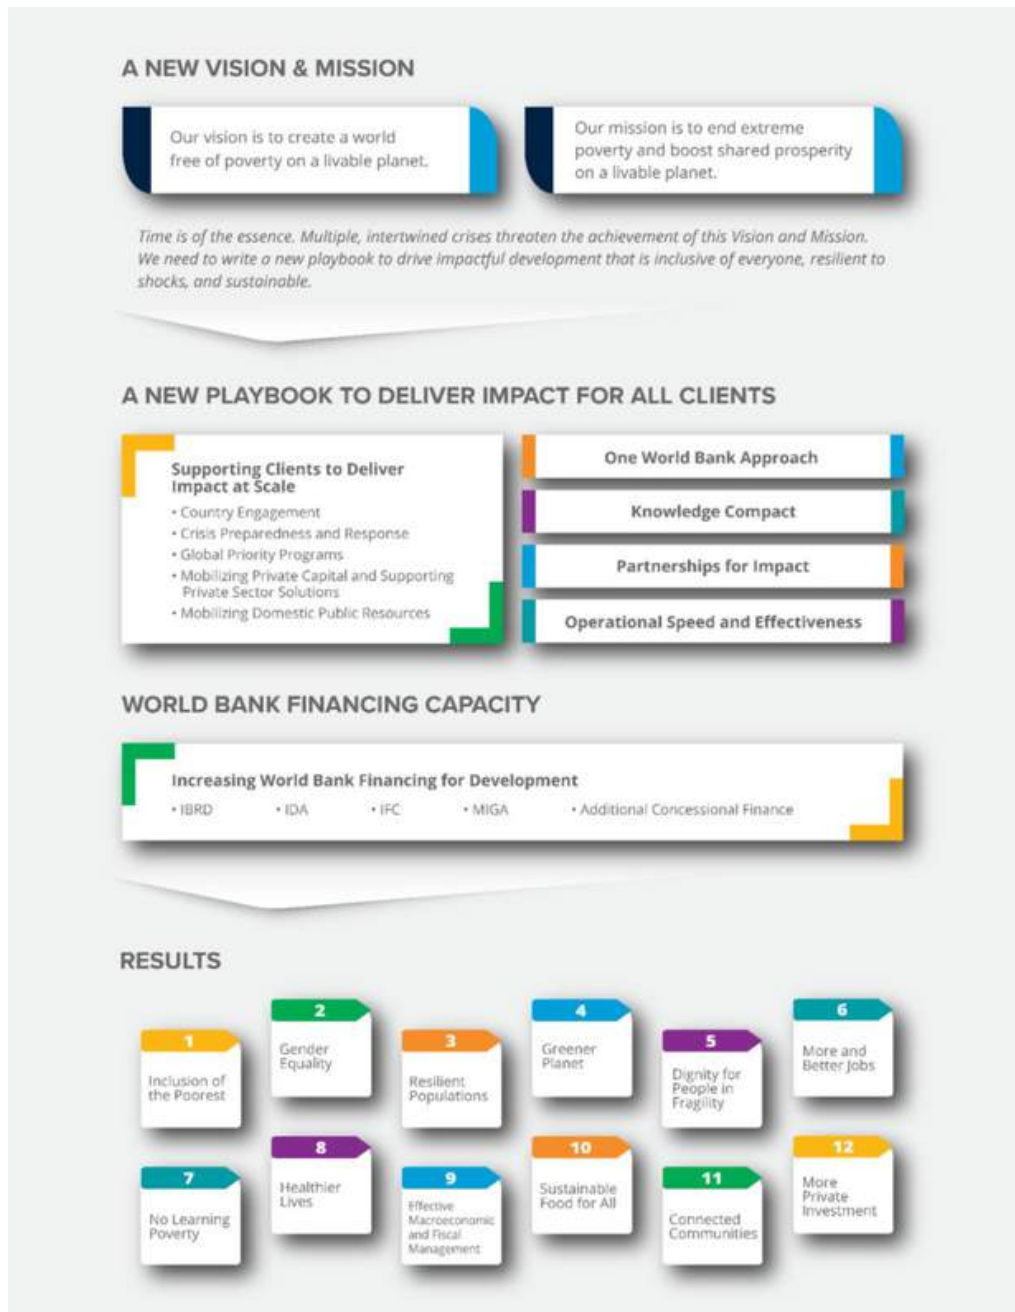 A NEW VISION & MISSION
Our vision is to create a world
free of poverty on a livable planet.
Our mission is to end extreme
poverty and boost shared prosperity
on a livable planet.
Time is of the essence. Multiple, intertwined crises threaten the achievement of this Vision and Mission.
We need to write a new playbook to drive impactful development that is inclusive of everyone, resilient to
shocks, and sustainable.
A NEW PLAYBOOK TO DELIVER IMPACT FOR ALL CLIENTS
Supporting Clients to Deliver
Impact at Scale
• Country Engagement
• Crisis Preparedness and Response
• Global Priority Programs
• Mobilizing Private Capital and Supporting
Private Sector Solutions
• Mobilizing Domestic Public Resources
One World Bank Approach
Knowledge Compact
Partnerships for Impact
Operational Speed and Effectiveness
WORLD BANK FINANCING CAPACITY
Increasing World Bank Financing for Development
• IBRD • IDA • IFC • MIGA • Additional Concessional Finance
RESULTS
1
Inclusion of
the Poorest
2
Gender
Equality
3
Resilient
Populations
4
Greener
Planet
5
Dignity for
People in
Fragility
6
More and
Better Jobs
7
No Learning
Poverty
8
Healthier
Lives
9
Effective
Macroeconomic
and Fiscal
Management
10
Sustainable
Food for All
11
Connected
Communities
12
More
Private
Investment